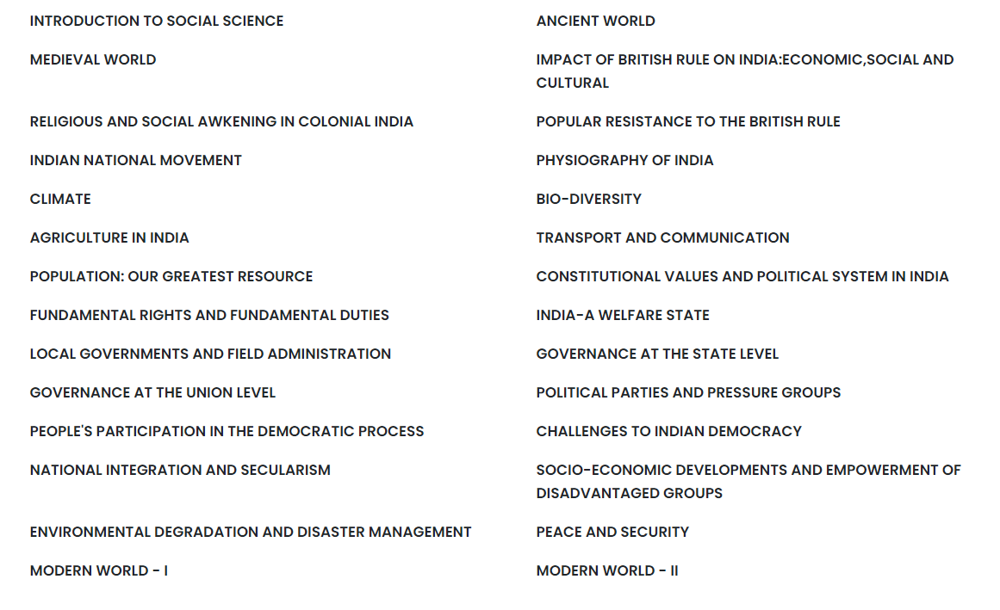 INTRODUCTION TO SOCIAL SCIENCE
ANCIENT WORLD
MEDIEVAL WORLD
IMPACT OF BRITISH RULE ON INDIA:ECONOMIC,SOCIAL AND
CULTURAL
RELIGIOUS AND SOCIAL AWKENING IN COLONIAL INDIA
POPULAR RESISTANCE TO THE BRITISH RULE
INDIAN NATIONAL MOVEMENT
PHYSIOGRAPHY OF INDIA
CLIMATE
BIO-DIVERSITY
AGRICULTURE IN INDIA
TRANSPORT AND COMMUNICATION
POPULATION: OUR GREATEST RESOURCE
CONSTITUTIONAL VALUES AND POLITICAL SYSTEM IN INDIA
FUNDAMENTAL RIGHTS AND FUNDAMENTAL DUTIES
INDIA-A WELFARE STATE
LOCAL GOVERNMENTS AND FIELD ADMINISTRATION
GOVERNANCE AT THE STATE LEVEL
GOVERNANCE AT THE UNION LEVEL
POLITICAL PARTIES AND PRESSURE GROUPS
PEOPLE'S PARTICIPATION IN THE DEMOCRATIC PROCESS
CHALLENGES TO INDIAN DEMOCRACY
NATIONAL INTEGRATION AND SECULARISM
SOCIO-ECONOMIC DEVELOPMENTS AND EMPOWERMENT OF
DISADVANTAGED GROUPS
ENVIRONMENTAL DEGRADATION AND DISASTER MANAGEMENT
PEACE AND SECURITY
MODERN WORLD - I
MODERN WORLD - II